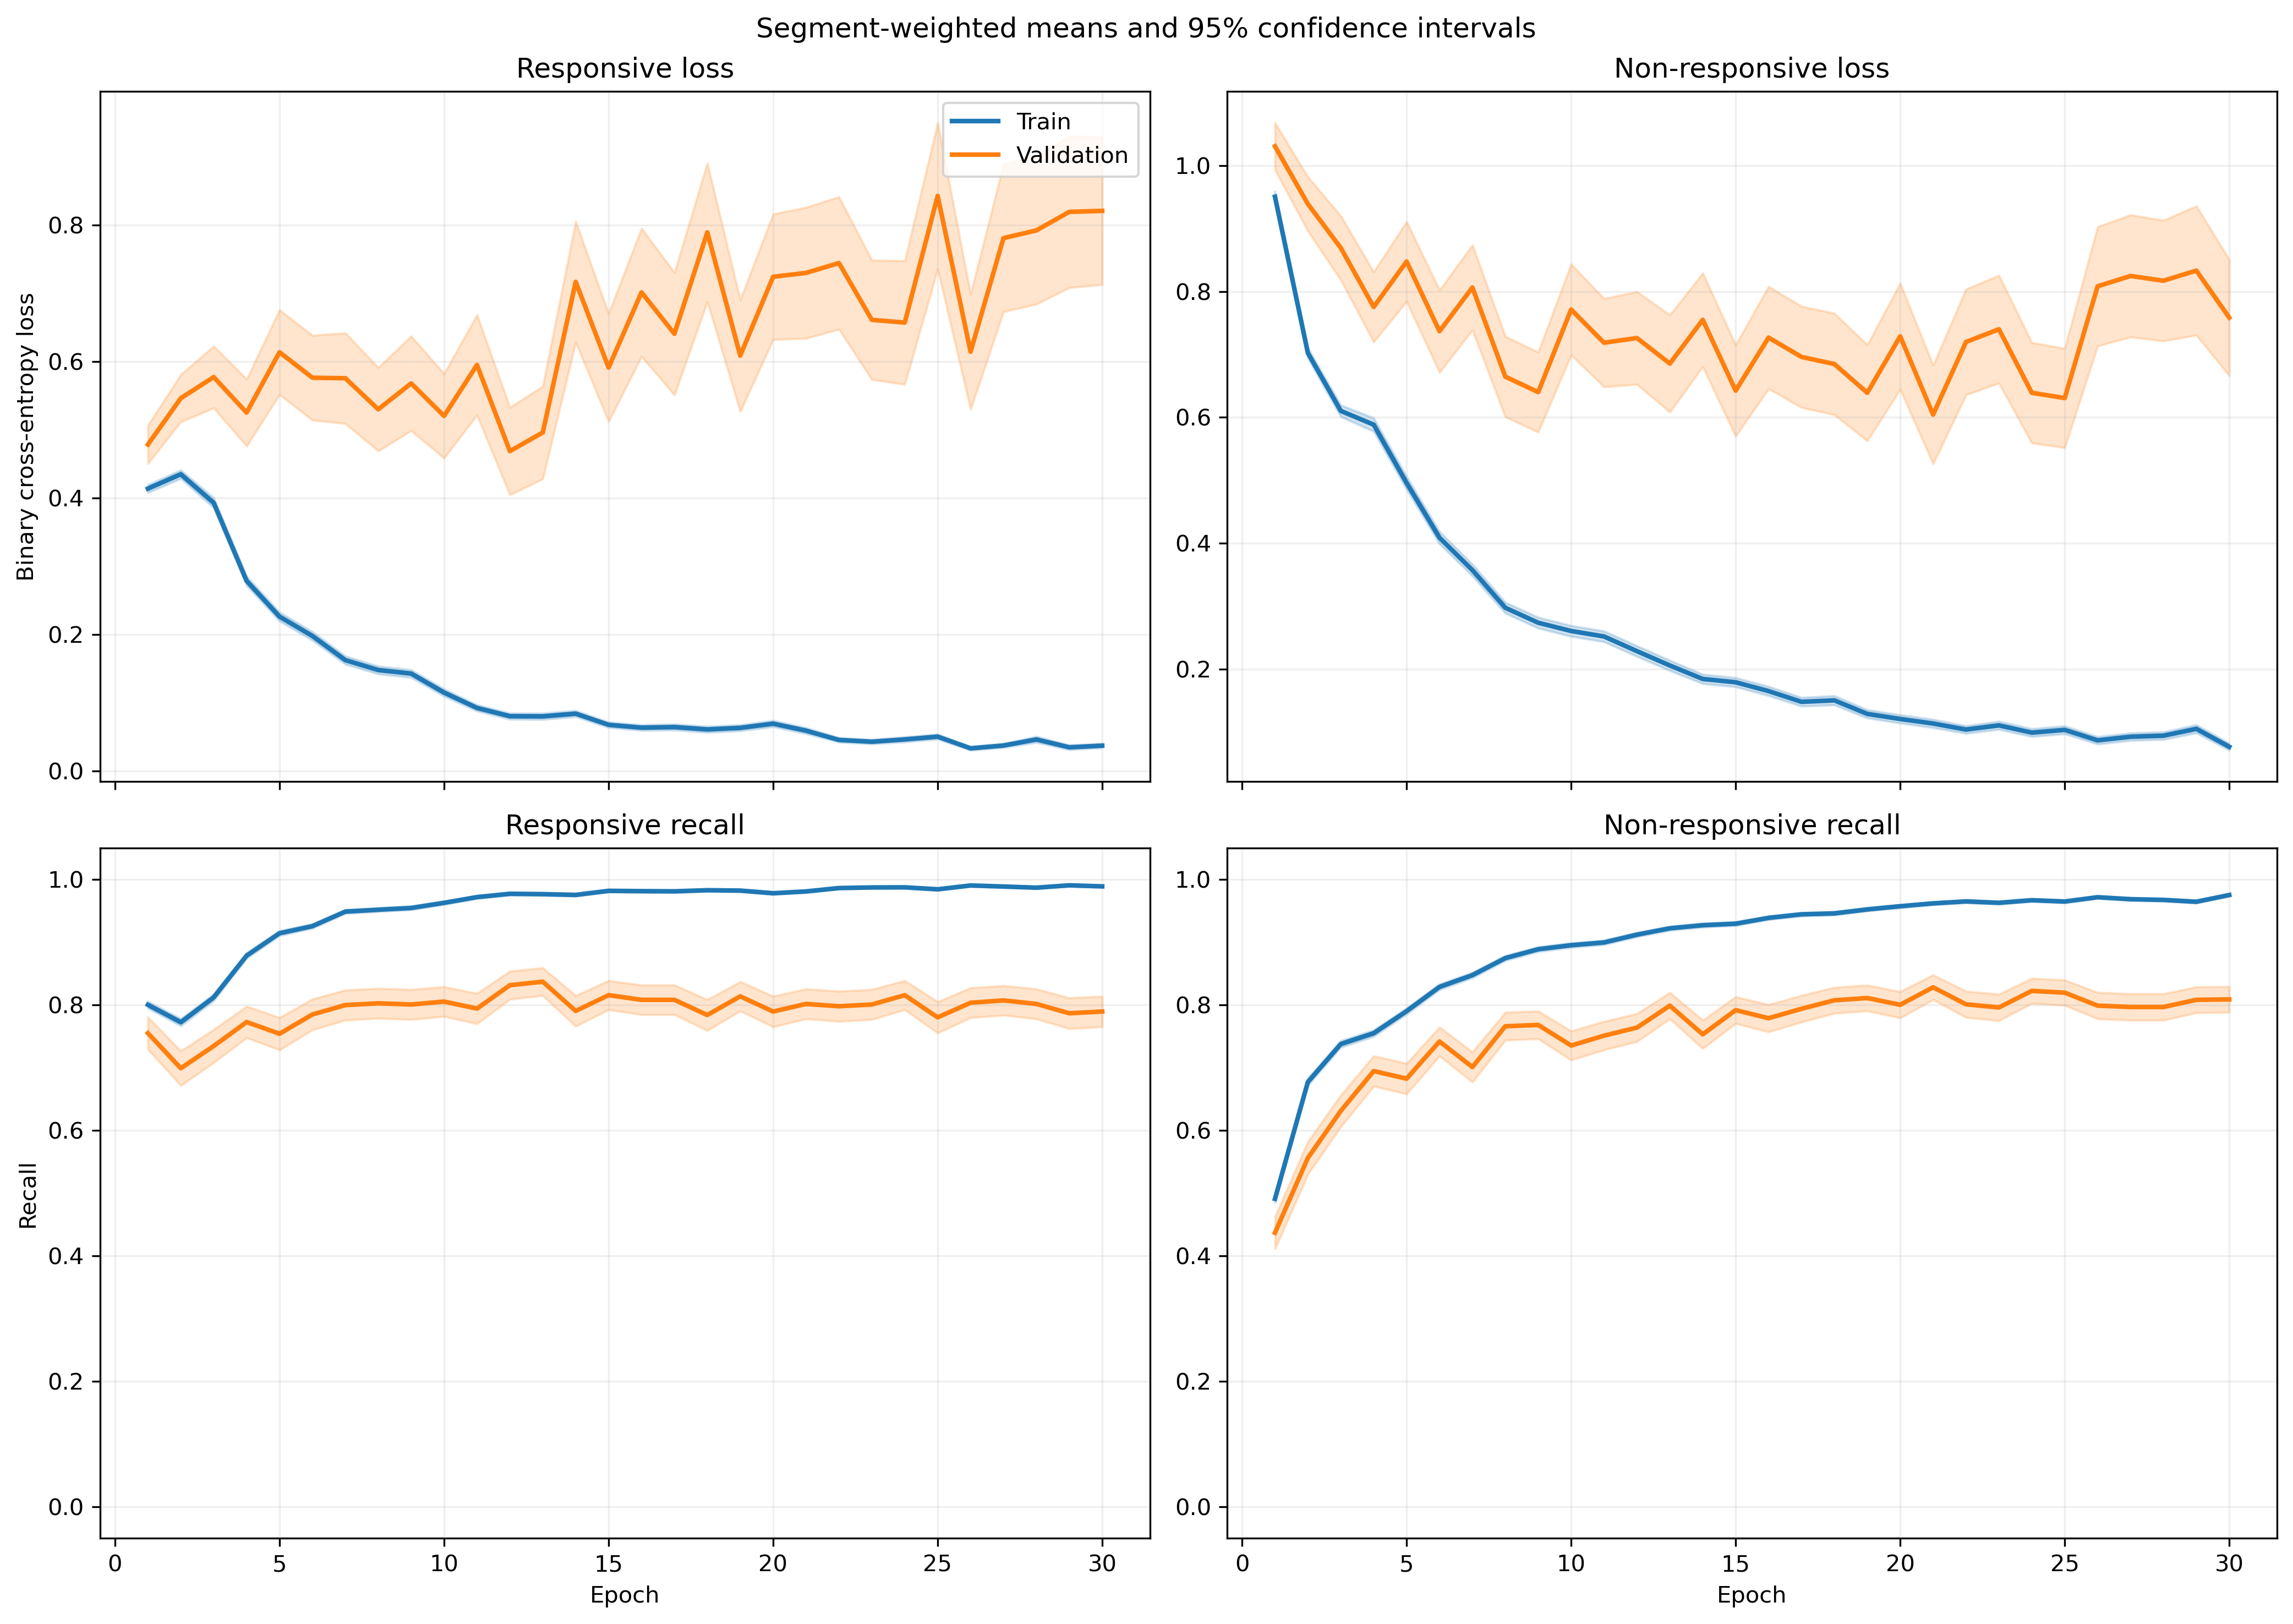 Segment-weighted means and 95% confidence intervals
Responsive loss
Non-responsive loss
Train
Validation
Binary cross-entropy loss
0.8
0.6
0.4
0.2
0.0
1.0
0.8
0.6
0.4
0.2
Responsive recall
Non-responsive recall
Recall
1.0
0.8
0.6
0.4
0.2
0.0
1.0
0.8
0.6
0.4
0.2
0.0
0 5 10 15 20 25 30
0 5 10 15 20 25 30
Epoch
Epoch